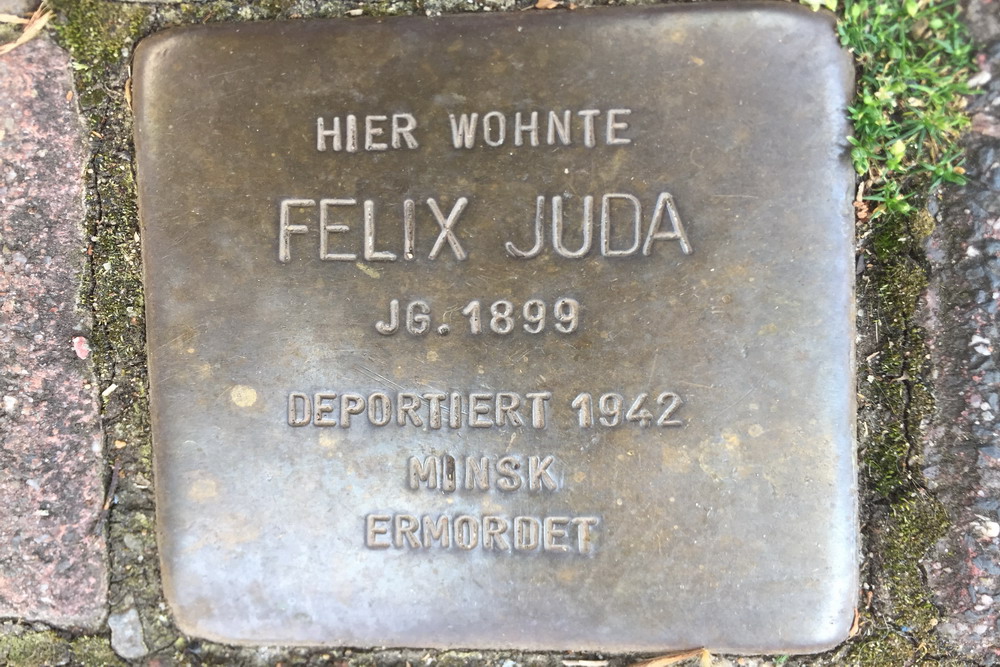 HIER WOHNTE
FELIX JUDA
JG. 1899
DEPORTIERT 1942
MINSK
ERMORDET